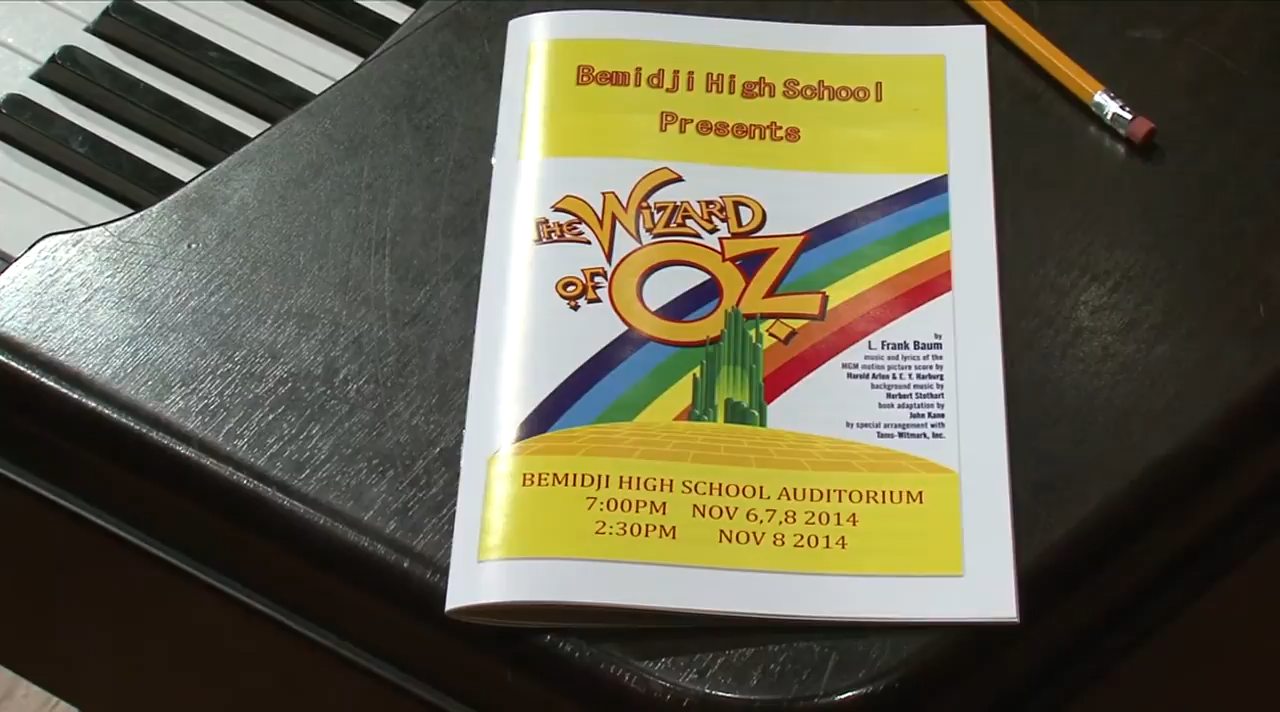 Bemidji High School
Presents
THE WIZARD
OF OZ
by
L. Frank Baum
music and lyrics of the
MGM motion picture score by
Harold Arlen & E. Y. Harburg
background music by
Herbert Stothart
book adaptation by
John Kane
by special arrangement with
Tams-Witmark, Inc.
BEMIDJI HIGH SCHOOL AUDITORIUM
7:00PM NOV 6,7,8 2014
2:30PM NOV 8 2014